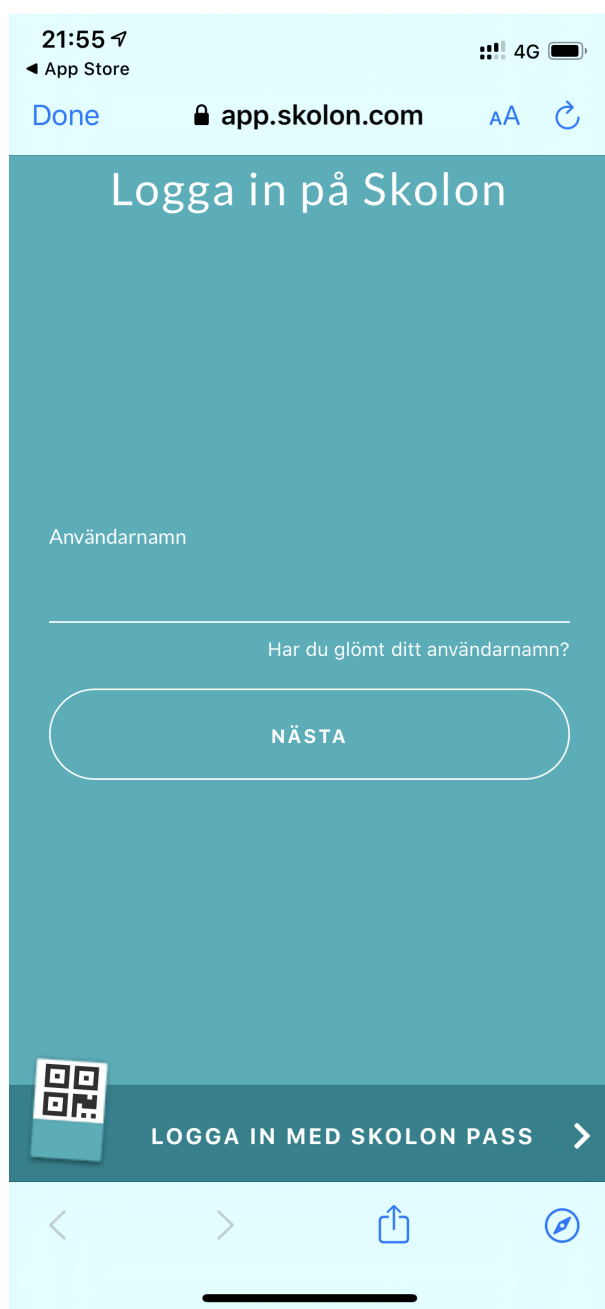 21:55
◀ App Store
4G
Done
app.skolon.com
AA
Logga in på Skolon
Användarnamn
Har du glömt ditt användarnamn?
NÄSTA
LOGGA IN MED SKOLON PASS